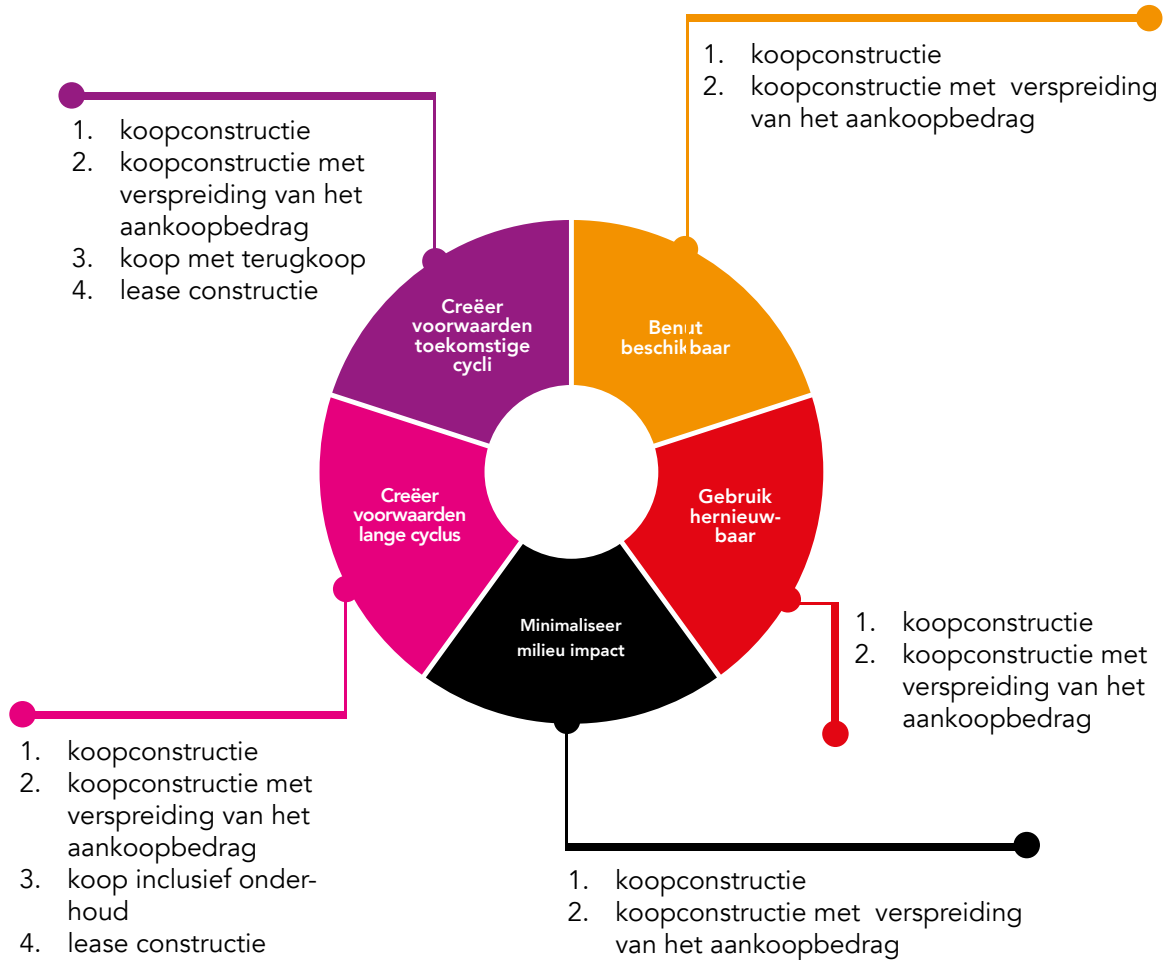 1. koopconstructie
2. koopconstructie met verspreiding
van het aankoopbedrag
1. koopconstructie
2. koopconstructie met
verspreiding van het
aankoopbedrag
3. koop met terugkoop
4. lease constructie
Creëer
voorwaarden
toekomstige
cycli
Benut
beschikbaar
Creëer
voorwaarden
lange cyclus
Gebruik
hernieuw-
baar
Minimaliseer
milieu impact
1. koopconstructie
2. koopconstructie met
verspreiding van het
aankoopbedrag
1. koopconstructie
2. koopconstructie met
verspreiding van het
aankoopbedrag
3. koop inclusief onder-
houd
4. lease constructie
1. koopconstructie
2. koopconstructie met verspreiding
van het aankoopbedrag